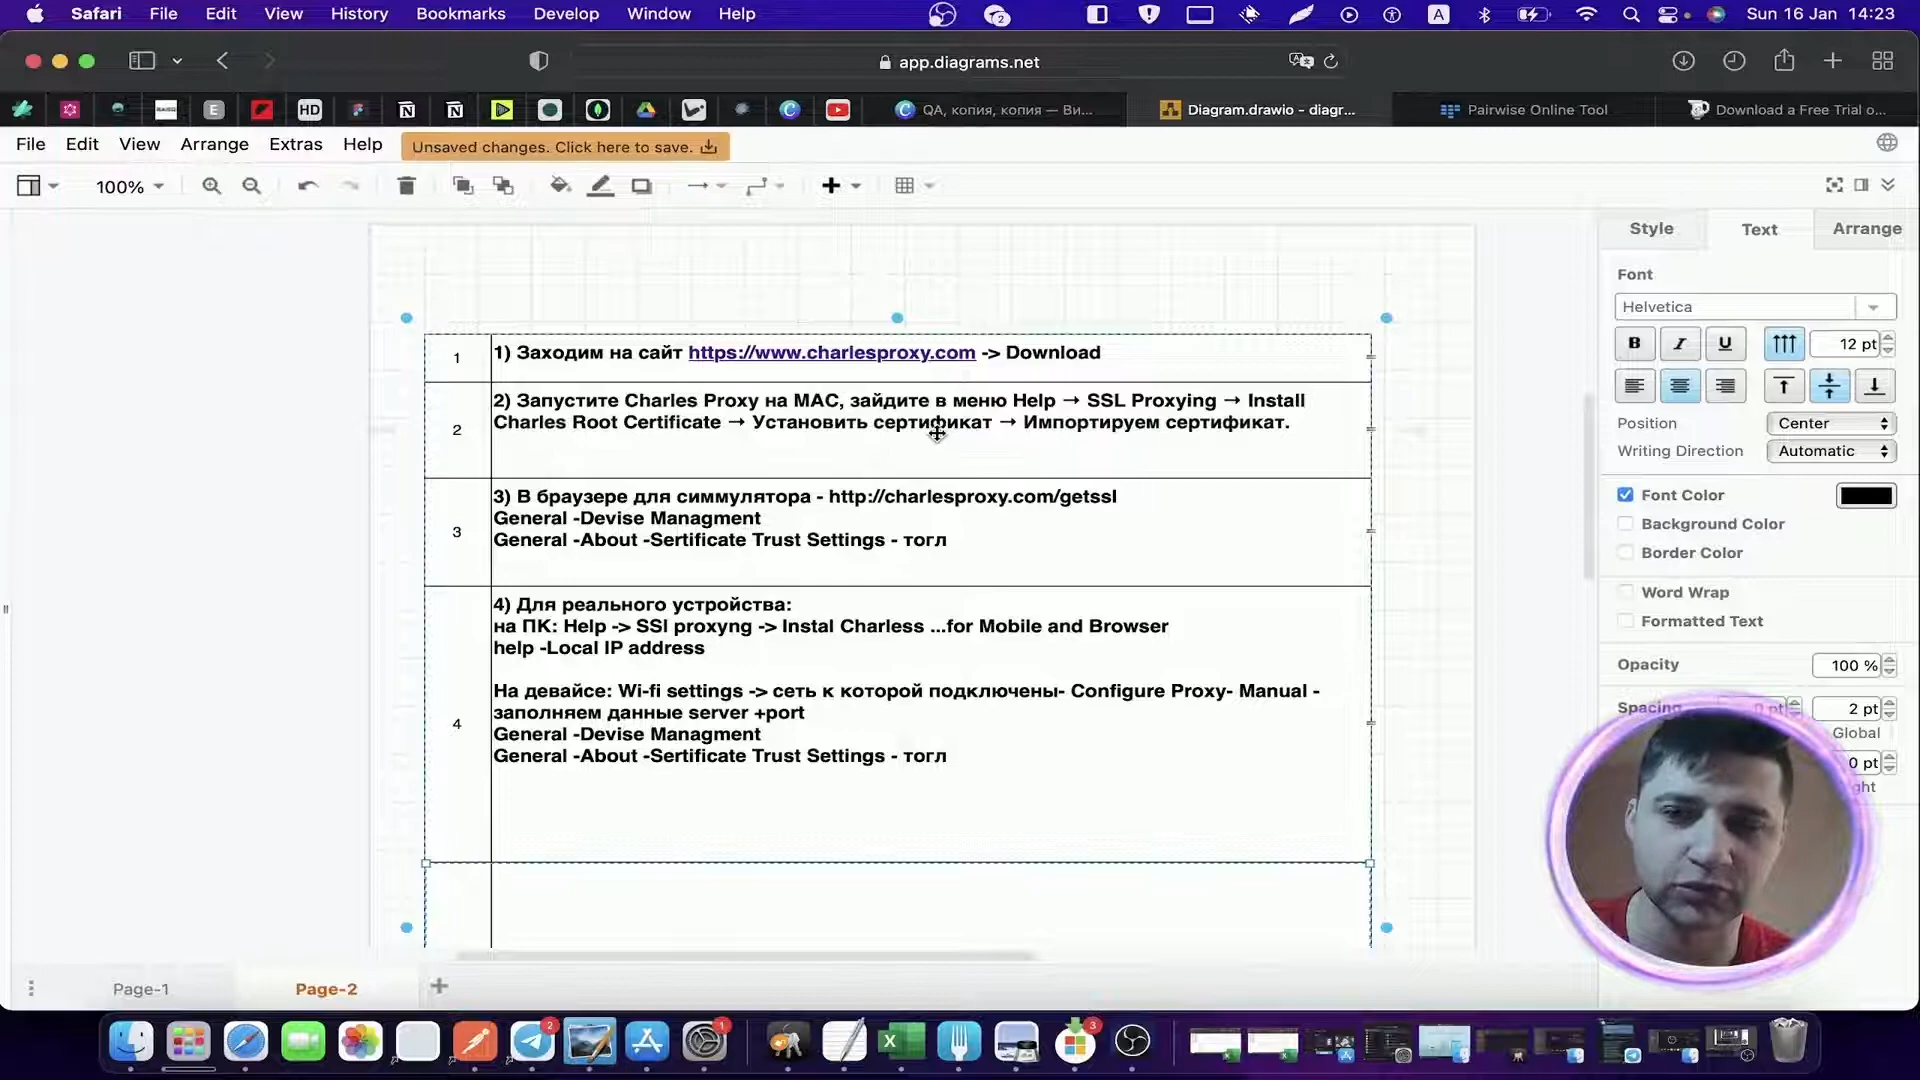 Safari File Edit View History Bookmarks Develop Window Help 2 A Sun 16 Jan 14:23
app.diagrams.net
E HD QA, копия, копия — Ви... Diagram.drawio - diagr... Pairwise Online Tool Download a Free Trial o...
File Edit View Arrange Extras Help Unsaved changes. Click here to save.
100%
Style Text Arrange
Font
Helvetica
B I U 12 pt
Position Center
Writing Direction Automatic
Font Color
Background Color
Border Color
Word Wrap
Formatted Text
Opacity 100 %
Spacing 0 pt 2 pt
Global
0 pt
1
1) Заходим на сайт https://www.charlesproxy.com -> Download
2
2) Запустите Charles Proxy на MAC, зайдите в меню Help → SSL Proxying → Install
Charles Root Certificate → Установить сертификат → Импортируем сертификат.
3
3) В браузере для симмулятора - http://charlesproxy.com/getssl
General -Devise Managment
General -About -Sertificate Trust Settings - тогл
4
4) Для реального устройства:
на ПК: Help -> SSl proxyng -> Instal Charless ...for Mobile and Browser
help -Local IP address
На девайсе: Wi-fi settings -> сеть к которой подключены- Configure Proxy- Manual -
заполняем данные server +port
General -Devise Managment
General -About -Sertificate Trust Settings - тогл
Page-1 Page-2
2 1 3